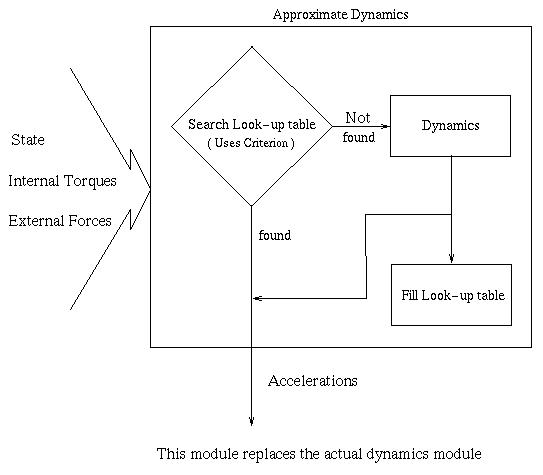 Approximate Dynamics
Search Look-up table
( Uses Criterion )
Not
found
Dynamics
State
Internal Torques
External Forces
found
Fill Look-up table
Accelerations
This module replaces the actual dynamics module